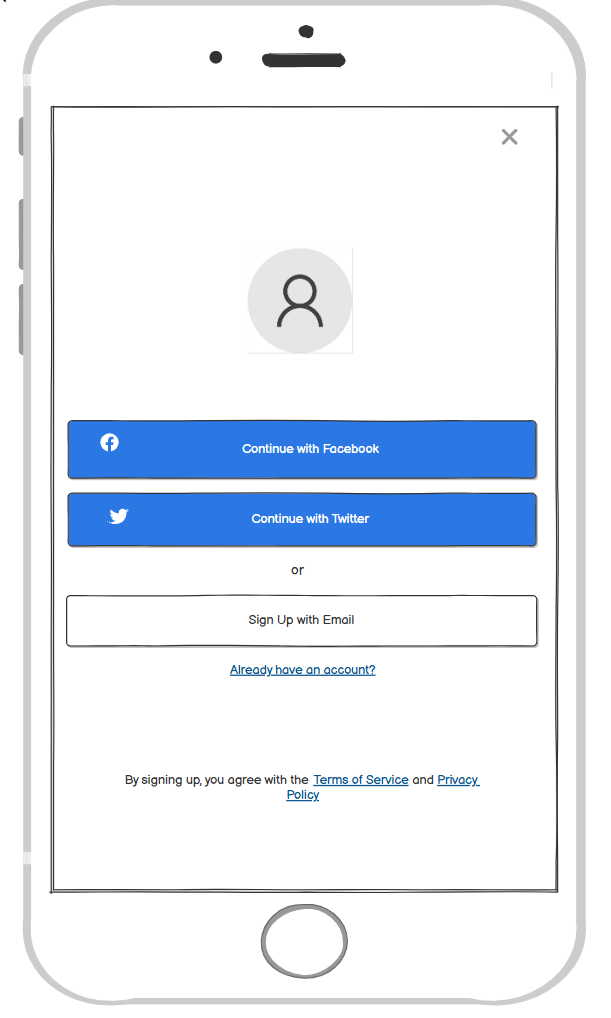 Continue with Facebook
Continue with Twitter
or
Sign Up with Email
Already have an account?
By signing up, you agree with the Terms of Service and Privacy
Policy